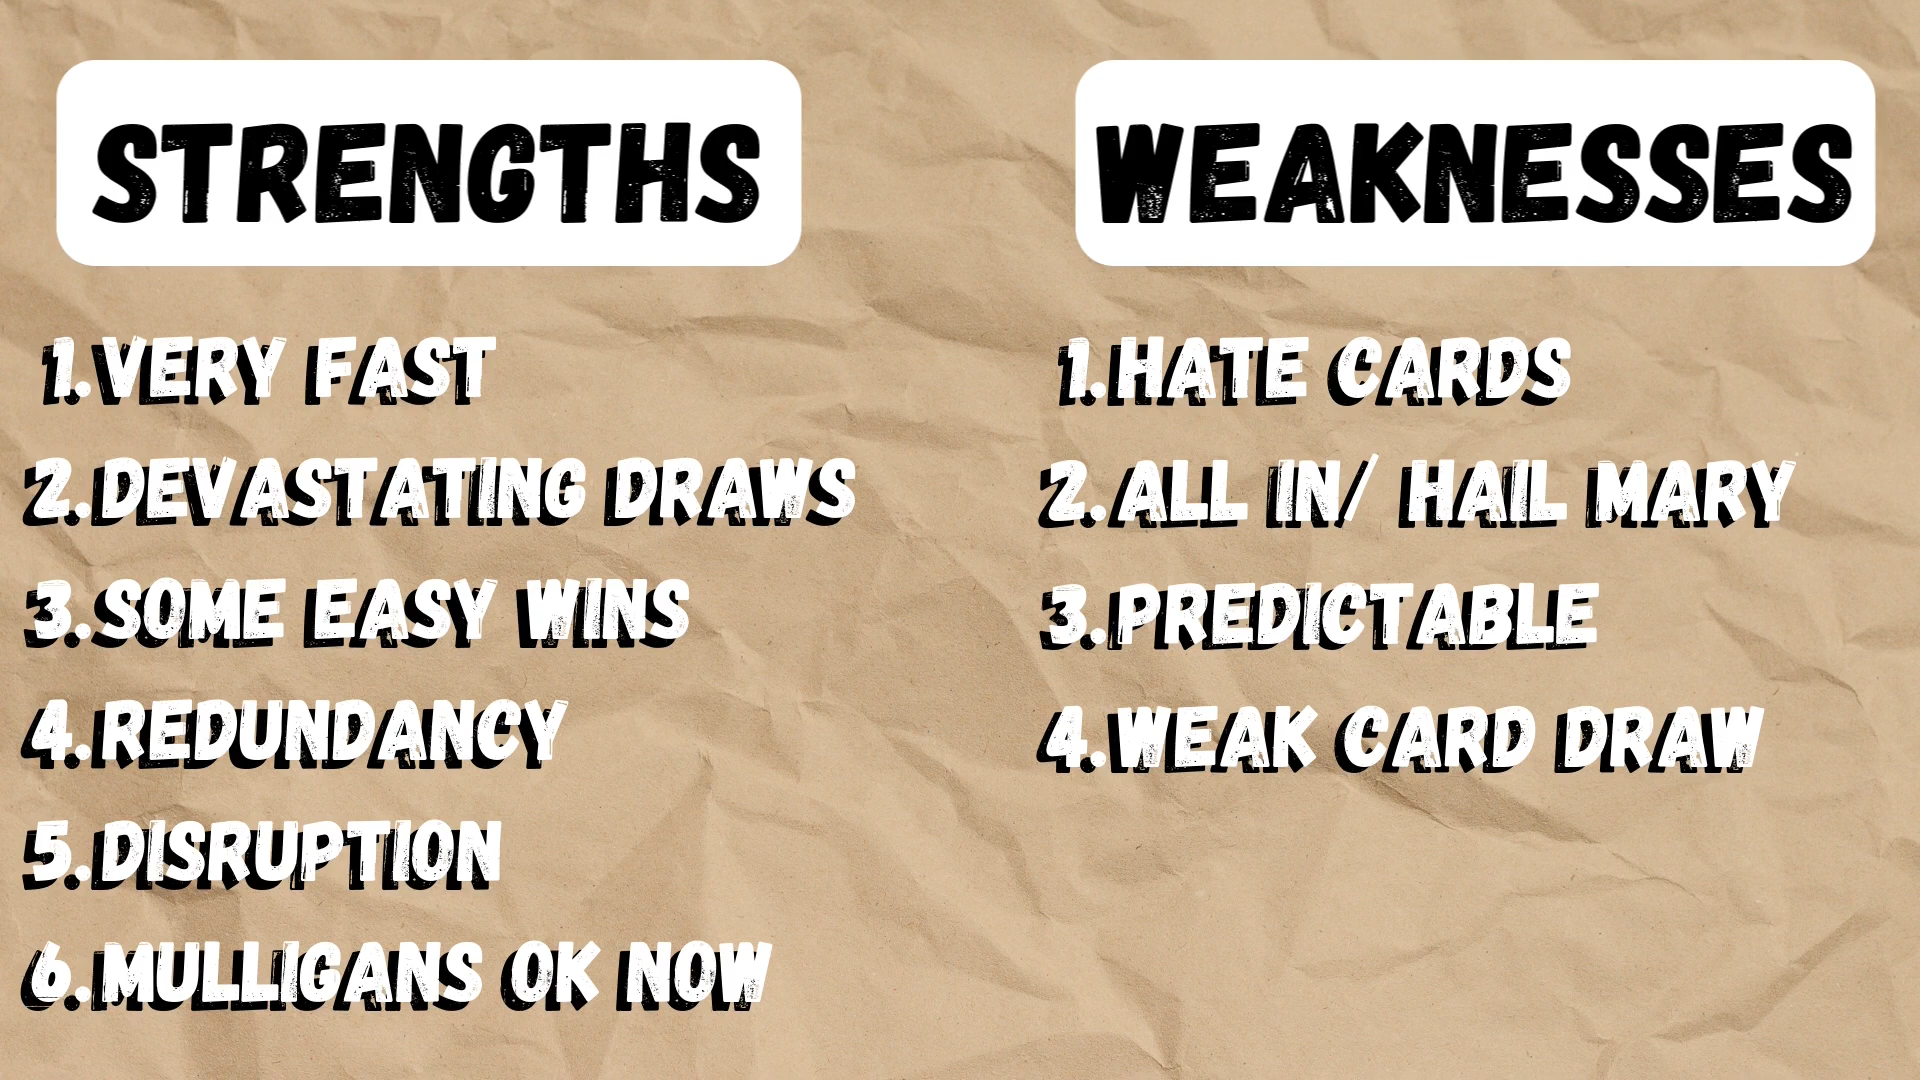 STRENGTHS
1.VERY FAST
2.DEVASTATING DRAWS
3.SOME EASY WINS
4.REDUNDANCY
5.DISRUPTION
6.MULLIGANS OK NOW
WEAKNESSES
1.HATE CARDS
2.ALL IN/ HAIL MARY
3.PREDICTABLE
4.WEAK CARD DRAW